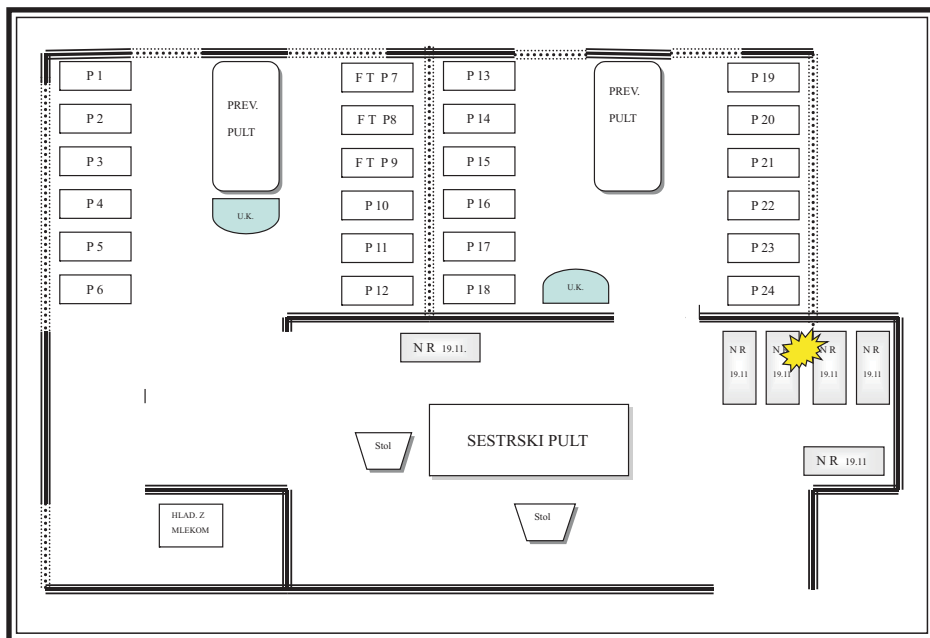 P 1
P 2
P 3
P 4
P 5
P 6
PREV.
PULT
U.K.
F T P 7
F T P8
F T P 9
P 10
P 11
P 12
P 13
P 14
P 15
P 16
P 17
P 18
PREV.
PULT
U.K.
P 19
P 20
P 21
P 22
P 23
P 24
N R 19.11.
N R
19.11
N R
19.11
N R
19.11
N R
19.11
N R 19.11
SESTRSKI PULT
Stol
Stol
HLAD. Z
MLEKOM